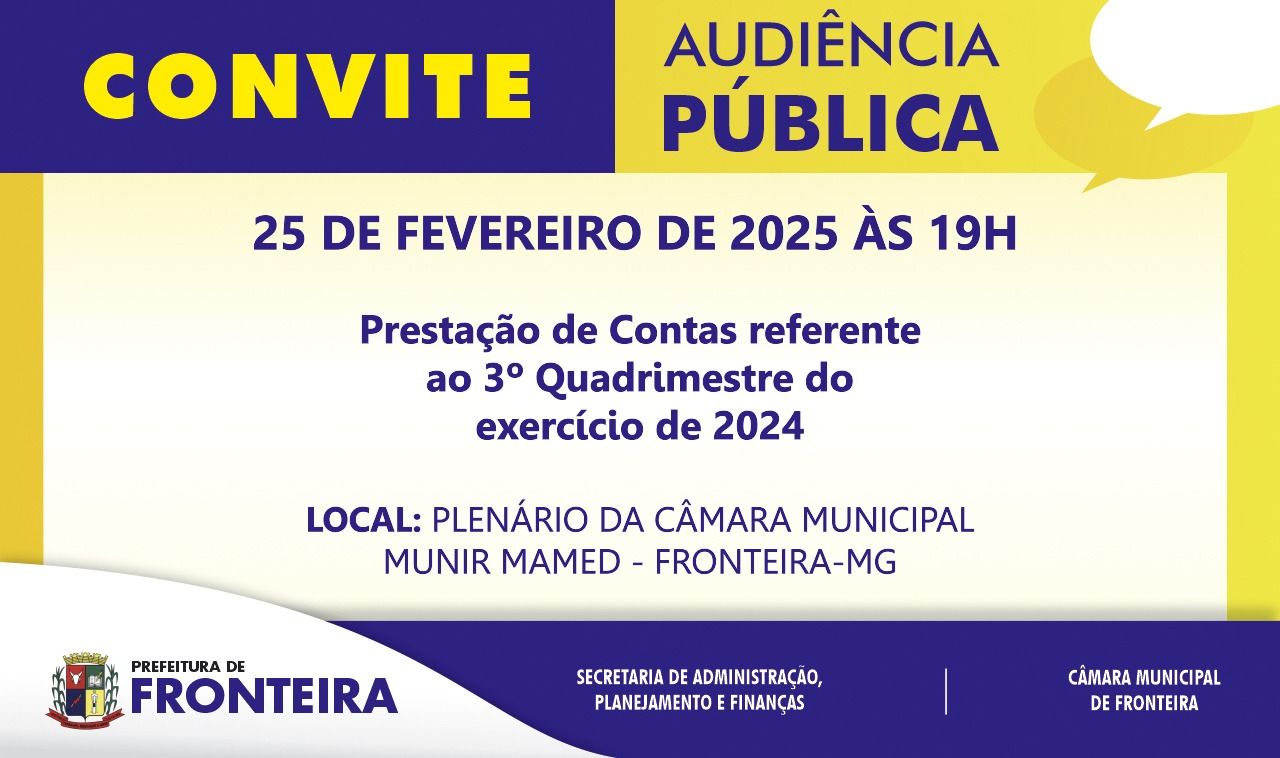 CONVITE
AUDIÊNCIA
PÚBLICA
25 DE FEVEREIRO DE 2025 ÀS 19H
Prestação de Contas referente
ao 3º Quadrimestre do
exercício de 2024
LOCAL: PLENÁRIO DA CÂMARA MUNICIPAL
MUNIR MAMED - FRONTEIRA-MG
PREFEITURA DE
FRONTEIRA
SECRETARIA DE ADMINISTRAÇÃO,
PLANEJAMENTO E FINANÇAS
CÂMARA MUNICIPAL
DE FRONTEIRA